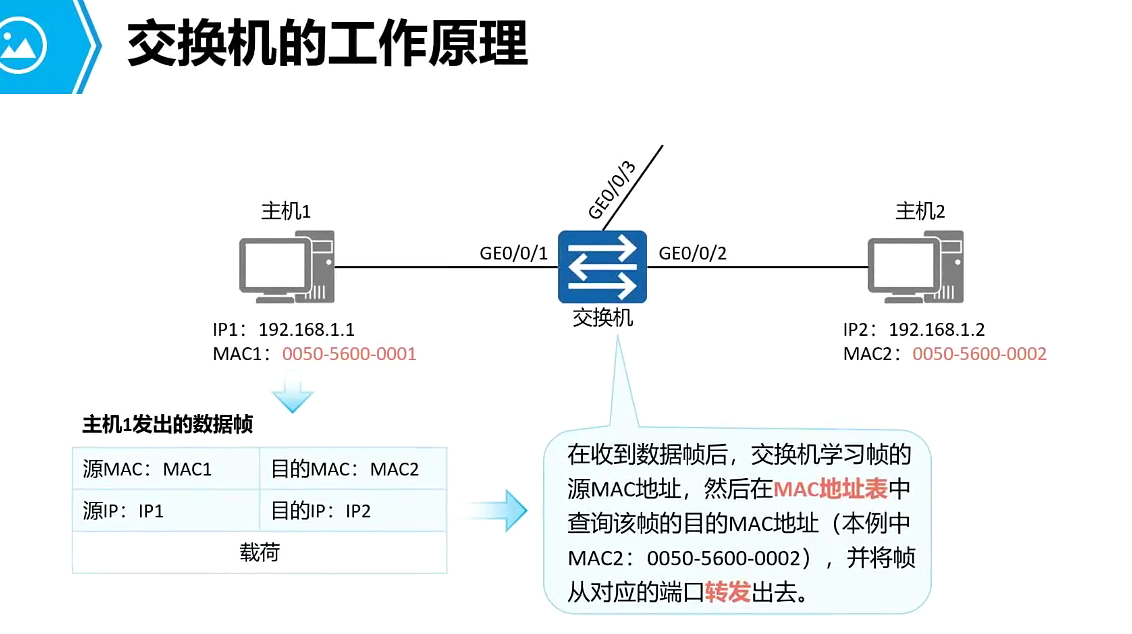 交换机的工作原理
GE0/0/3
主机1
主机2
GE0/0/1
GE0/0/2
交换机
IP1：192.168.1.1
MAC1：0050-5600-0001
IP2：192.168.1.2
MAC2：0050-5600-0002
主机1发出的数据帧
源MAC：MAC1
目的MAC：MAC2
源IP：IP1
目的IP：IP2
载荷
在收到数据帧后，交换机学习帧的
源MAC地址，然后在MAC地址表中
查询该帧的目的MAC地址（本例中
MAC2：0050-5600-0002），并将帧
从对应的端口转发出去。